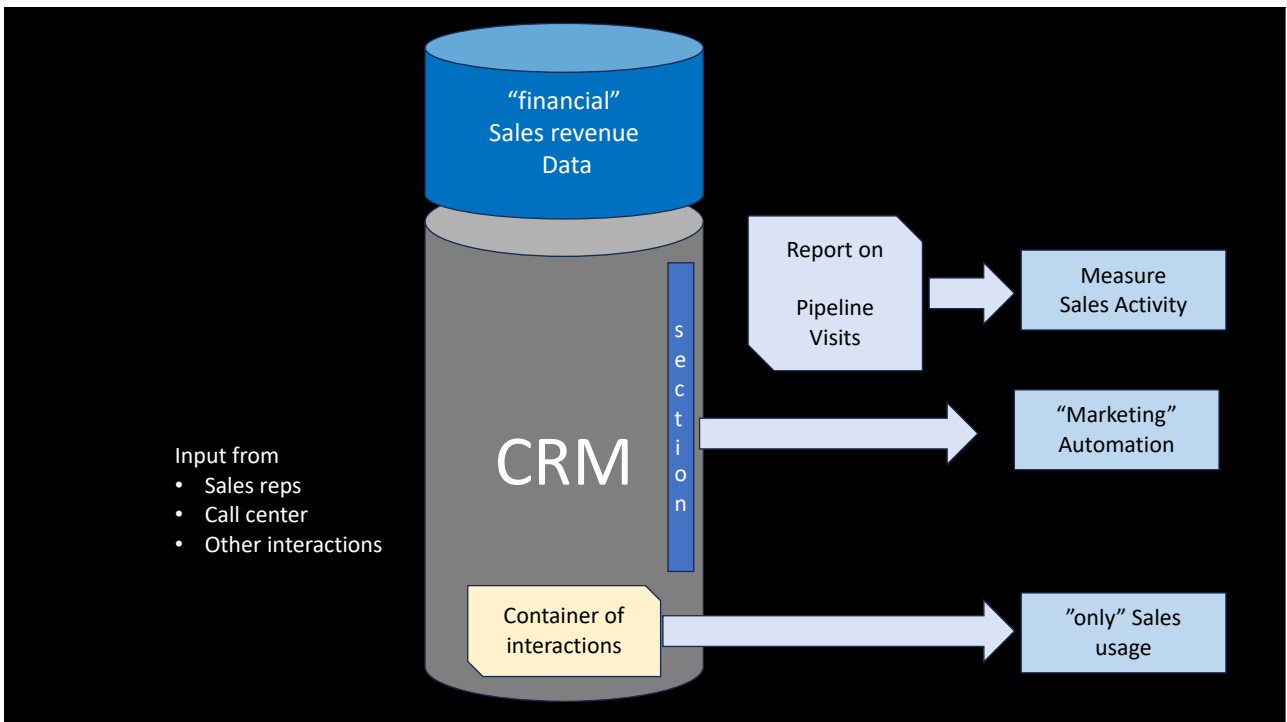 “financial”
Sales revenue
Data
Report on
Pipeline
Visits
Measure
Sales Activity
s
e
c
t
i
o
n
“Marketing”
Automation
CRM
Input from
• Sales reps
• Call center
• Other interactions
Container of
interactions
”only” Sales
usage